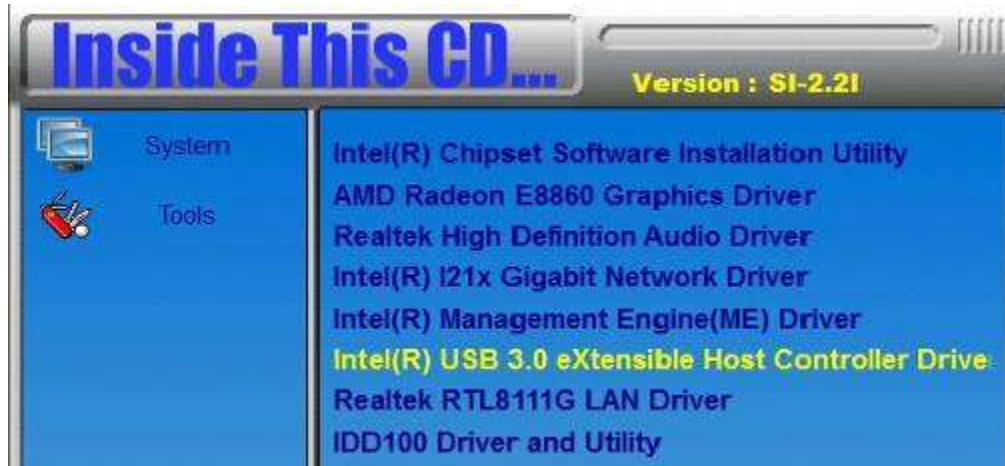 Inside This CD...
Version : SI-2.2I
System
Tools
Intel(R) Chipset Software Installation Utility
AMD Radeon E8860 Graphics Driver
Realtek High Definition Audio Driver
Intel(R) I21x Gigabit Network Driver
Intel(R) Management Engine(ME) Driver
Intel(R) USB 3.0 eXtensible Host Controller Drive
Realtek RTL8111G LAN Driver
IDD100 Driver and Utility